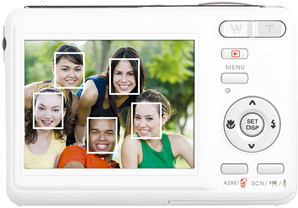 W T
MENU
SET
DISP
ASM/ SCN/